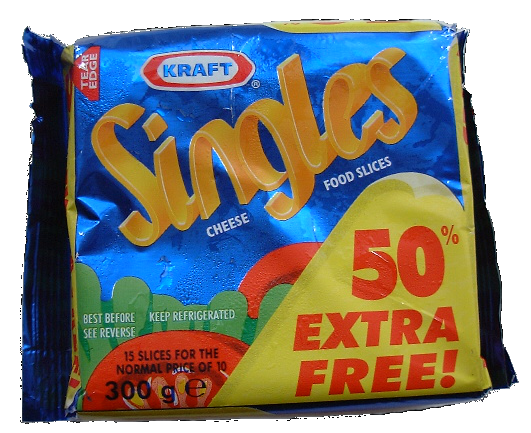 TEAR
EDGE
KRAFT
®
Singles
CHEESE FOOD SLICES
50%
EXTRA
FREE!
BEST BEFORE KEEP REFRIGERATED
SEE REVERSE
15 SLICES FOR THE
NORMAL PRICE OF 10
300 g ℮